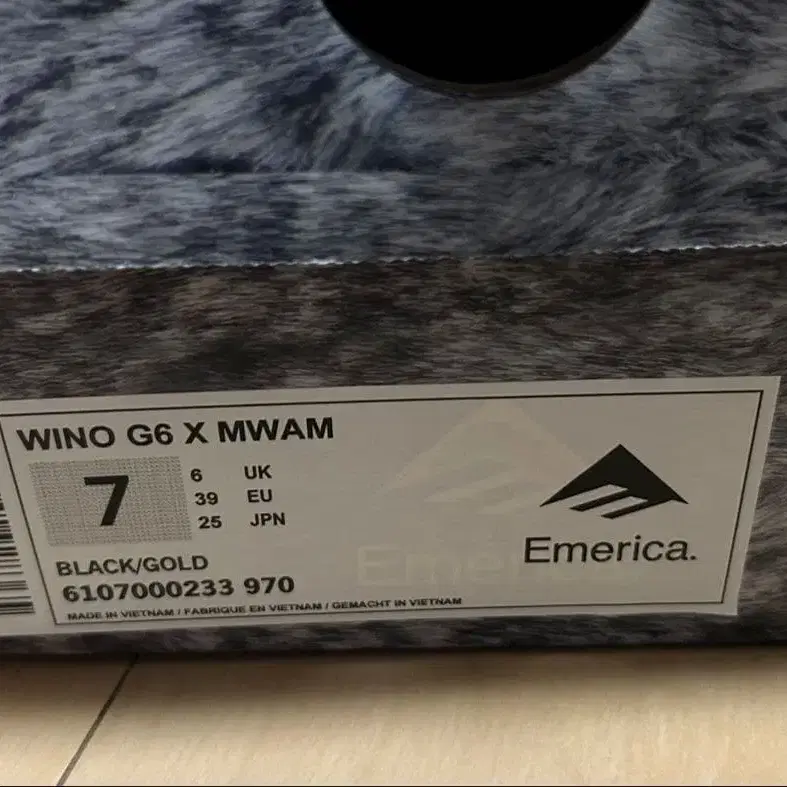 WINO G6 X MWAM
7
6 UK
39 EU
25 JPN
BLACK/GOLD
6107000233 970
MADE IN VIETNAM / FABRIQUE EN VIETNAM / GEMACHT IN VIETNAM
Emerica.